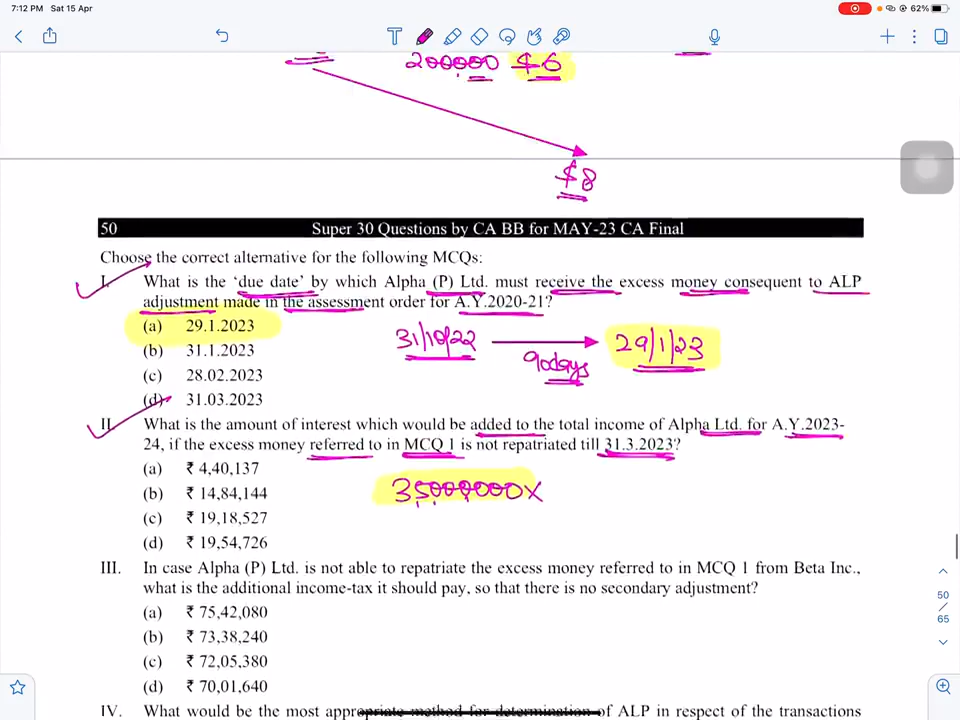 7:12 PM Sat 15 Apr 62%
200000 $6
$8
50 Super 30 Questions by CA BB for MAY-23 CA Final
Choose the correct alternative for the following MCQs:
I. What is the 'due date' by which Alpha (P) Ltd. must receive the excess money consequent to ALP
adjustment made in the assessment order for A.Y.2020-21?
(a) 29.1.2023
(b) 31.1.2023
(c) 28.02.2023
(d) 31.03.2023
31/10/22 90days 29/1/23
II. What is the amount of interest which would be added to the total income of Alpha Ltd. for A.Y.2023-
24, if the excess money referred to in MCQ 1 is not repatriated till 31.3.2023?
(a) ₹ 4,40,137
(b) ₹ 14,84,144
(c) ₹ 19,18,527
(d) ₹ 19,54,726
35000000x
III. In case Alpha (P) Ltd. is not able to repatriate the excess money referred to in MCQ 1 from Beta Inc.,
what is the additional income-tax it should pay, so that there is no secondary adjustment?
(a) ₹ 75,42,080
(b) ₹ 73,38,240
(c) ₹ 72,05,380
(d) ₹ 70,01,640
IV. What would be the most appropriate method for determination of ALP in respect of the transactions
50
/
65